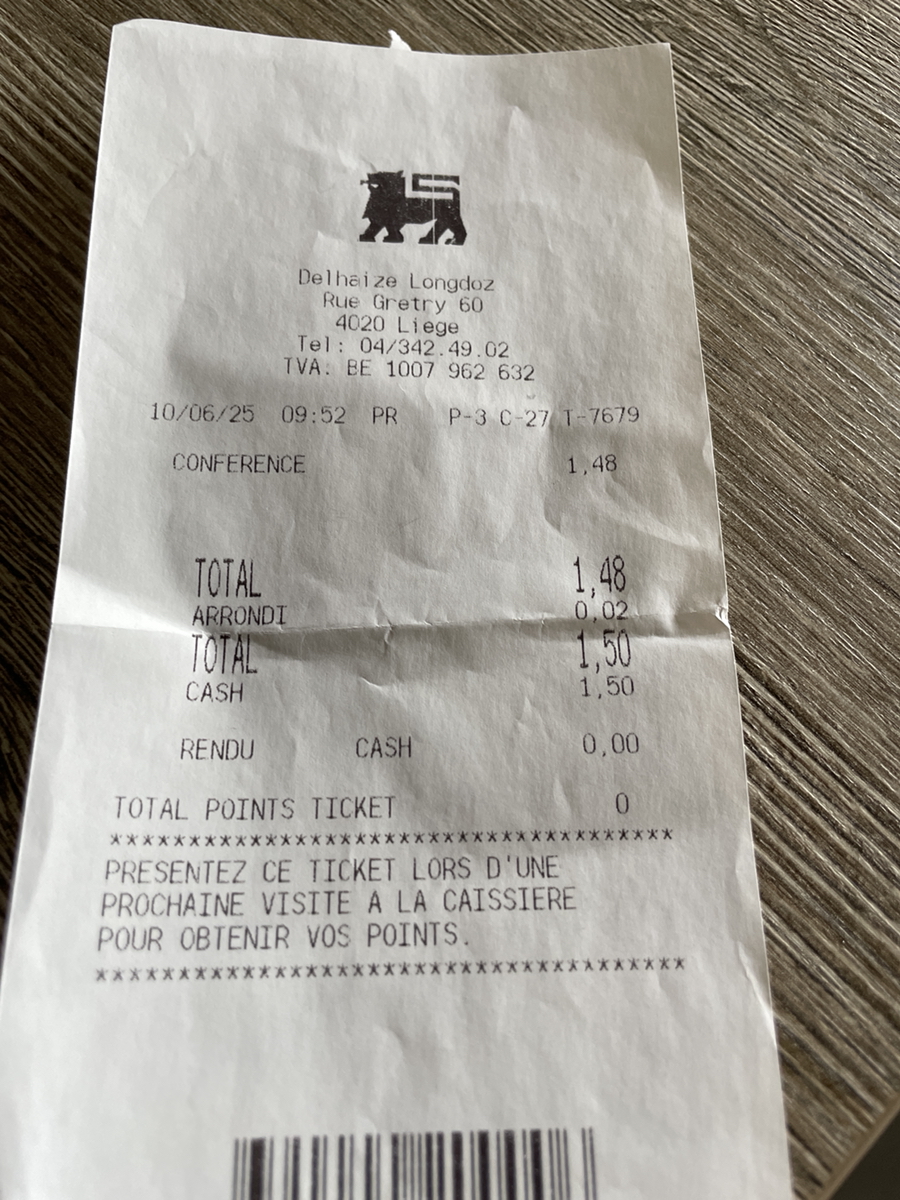 Delhaize Longdoz
Rue Gretry 60
4020 Liege
Tel: 04/342.49.02
TVA: BE 1007 962 632
10/06/25 09:52 PR P-3 C-27 T-7679
CONFERENCE 1,48
TOTAL 1,48
ARRONDI 0,02
TOTAL 1,50
CASH 1,50
RENDU CASH 0,00
TOTAL POINTS TICKET 0
****************************************
PRESENTEZ CE TICKET LORS D'UNE
PROCHAINE VISITE A LA CAISSIERE
POUR OBTENIR VOS POINTS.
****************************************